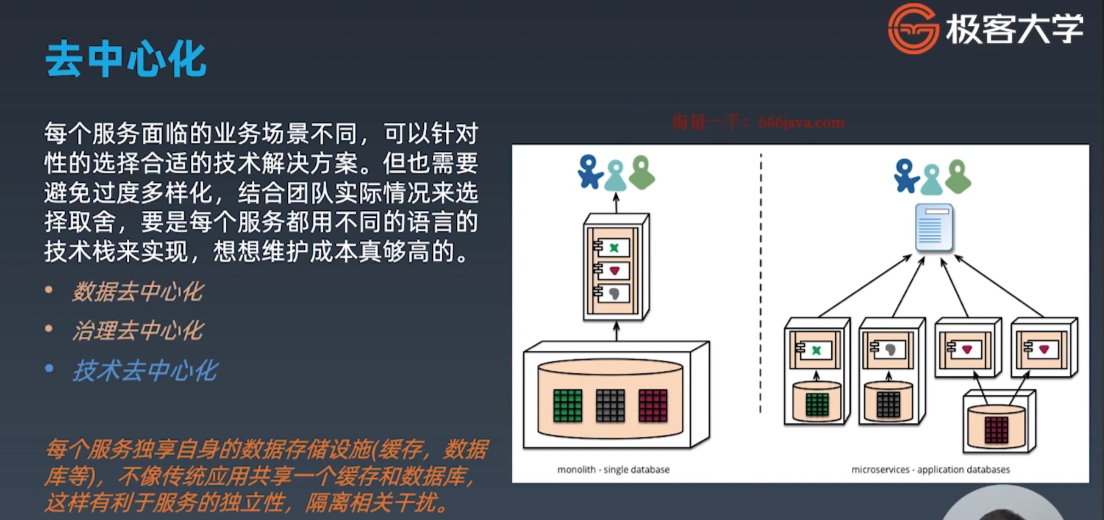 极客大学
去中心化
海量一手：666java.com
每个服务面临的业务场景不同，可以针对
性的选择合适的技术解决方案。但也需要
避免过度多样化，结合团队实际情况来选
择取舍，要是每个服务都用不同的语言的
技术栈来实现，想想维护成本真够高的。
• 数据去中心化
• 治理去中心化
• 技术去中心化
每个服务独享自身的数据存储设施(缓存，数据
库等)，不像传统应用共享一个缓存和数据库，
这样有利于服务的独立性，隔离相关干扰。
monolith - single database
microservices - application databases